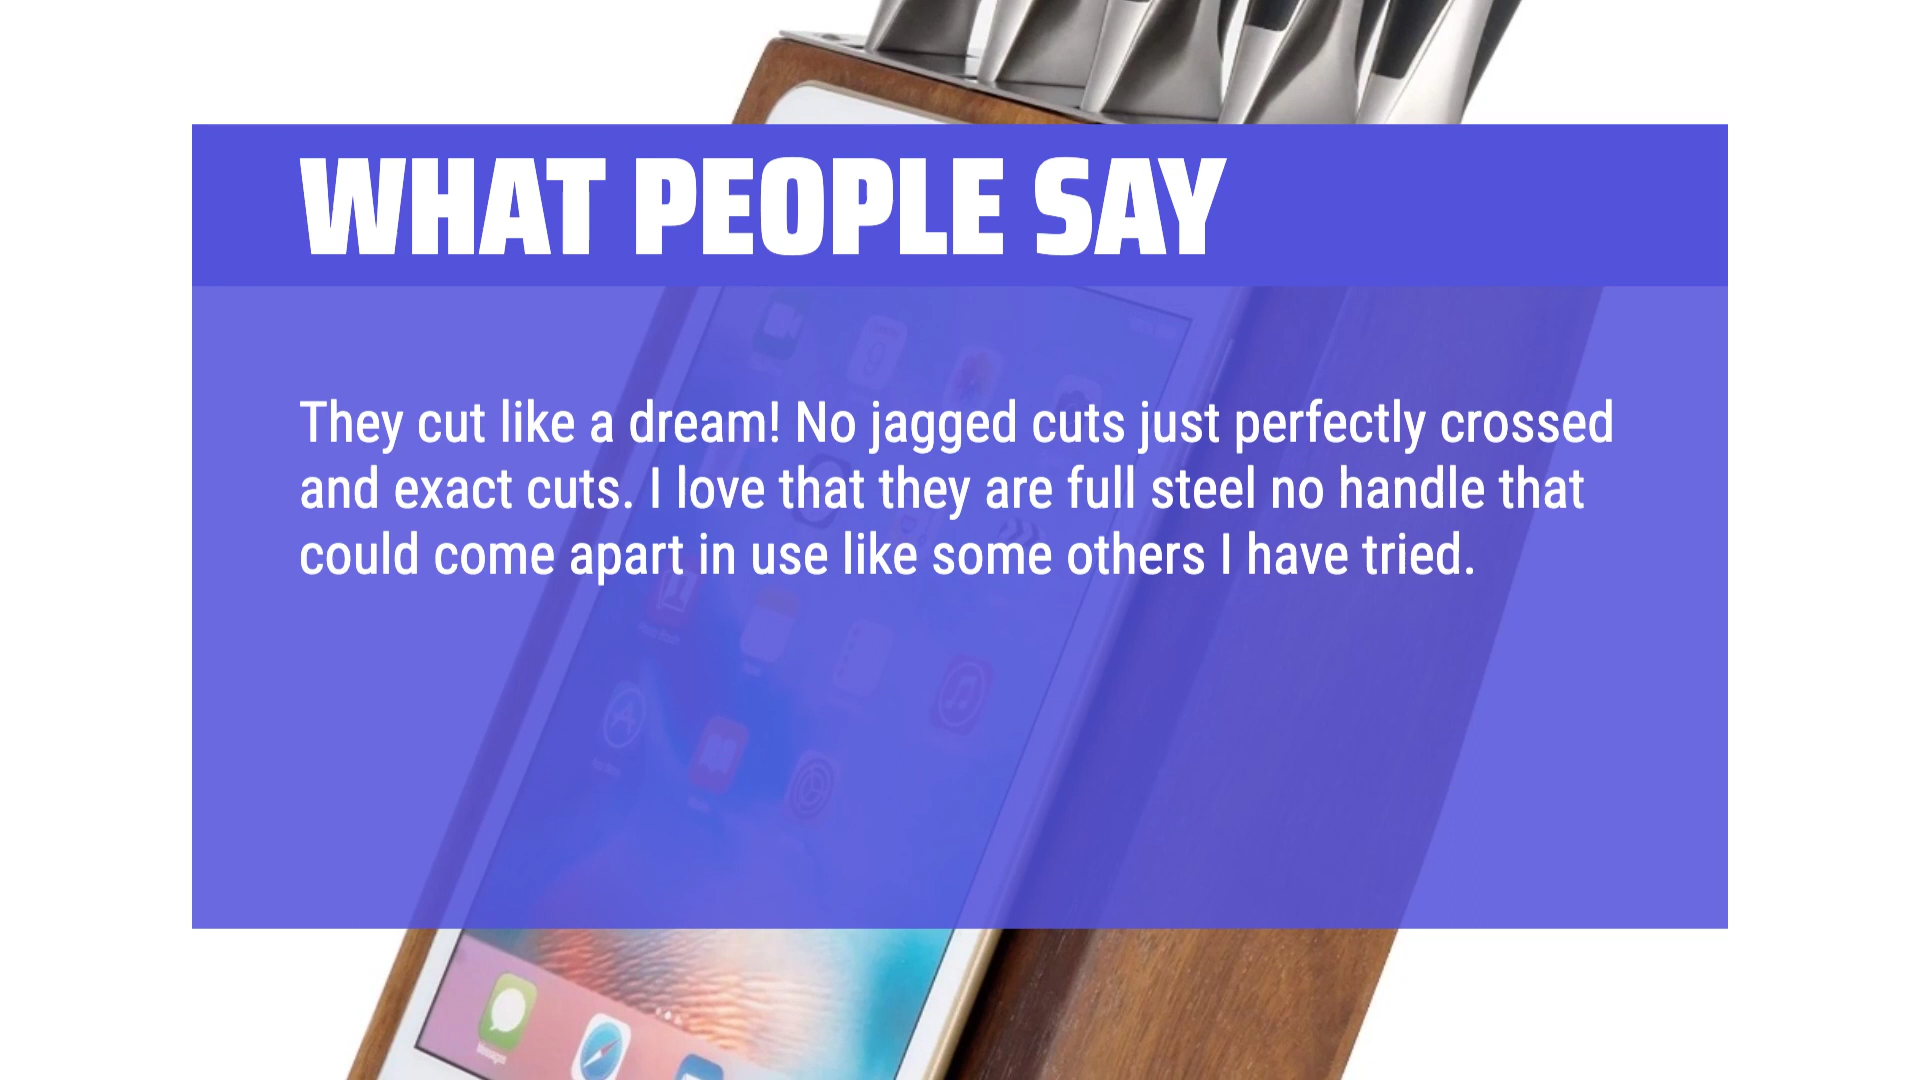 WHAT PEOPLE SAY
They cut like a dream! No jagged cuts just perfectly crossed
and exact cuts. I love that they are full steel no handle that
could come apart in use like some others I have tried.
Messages